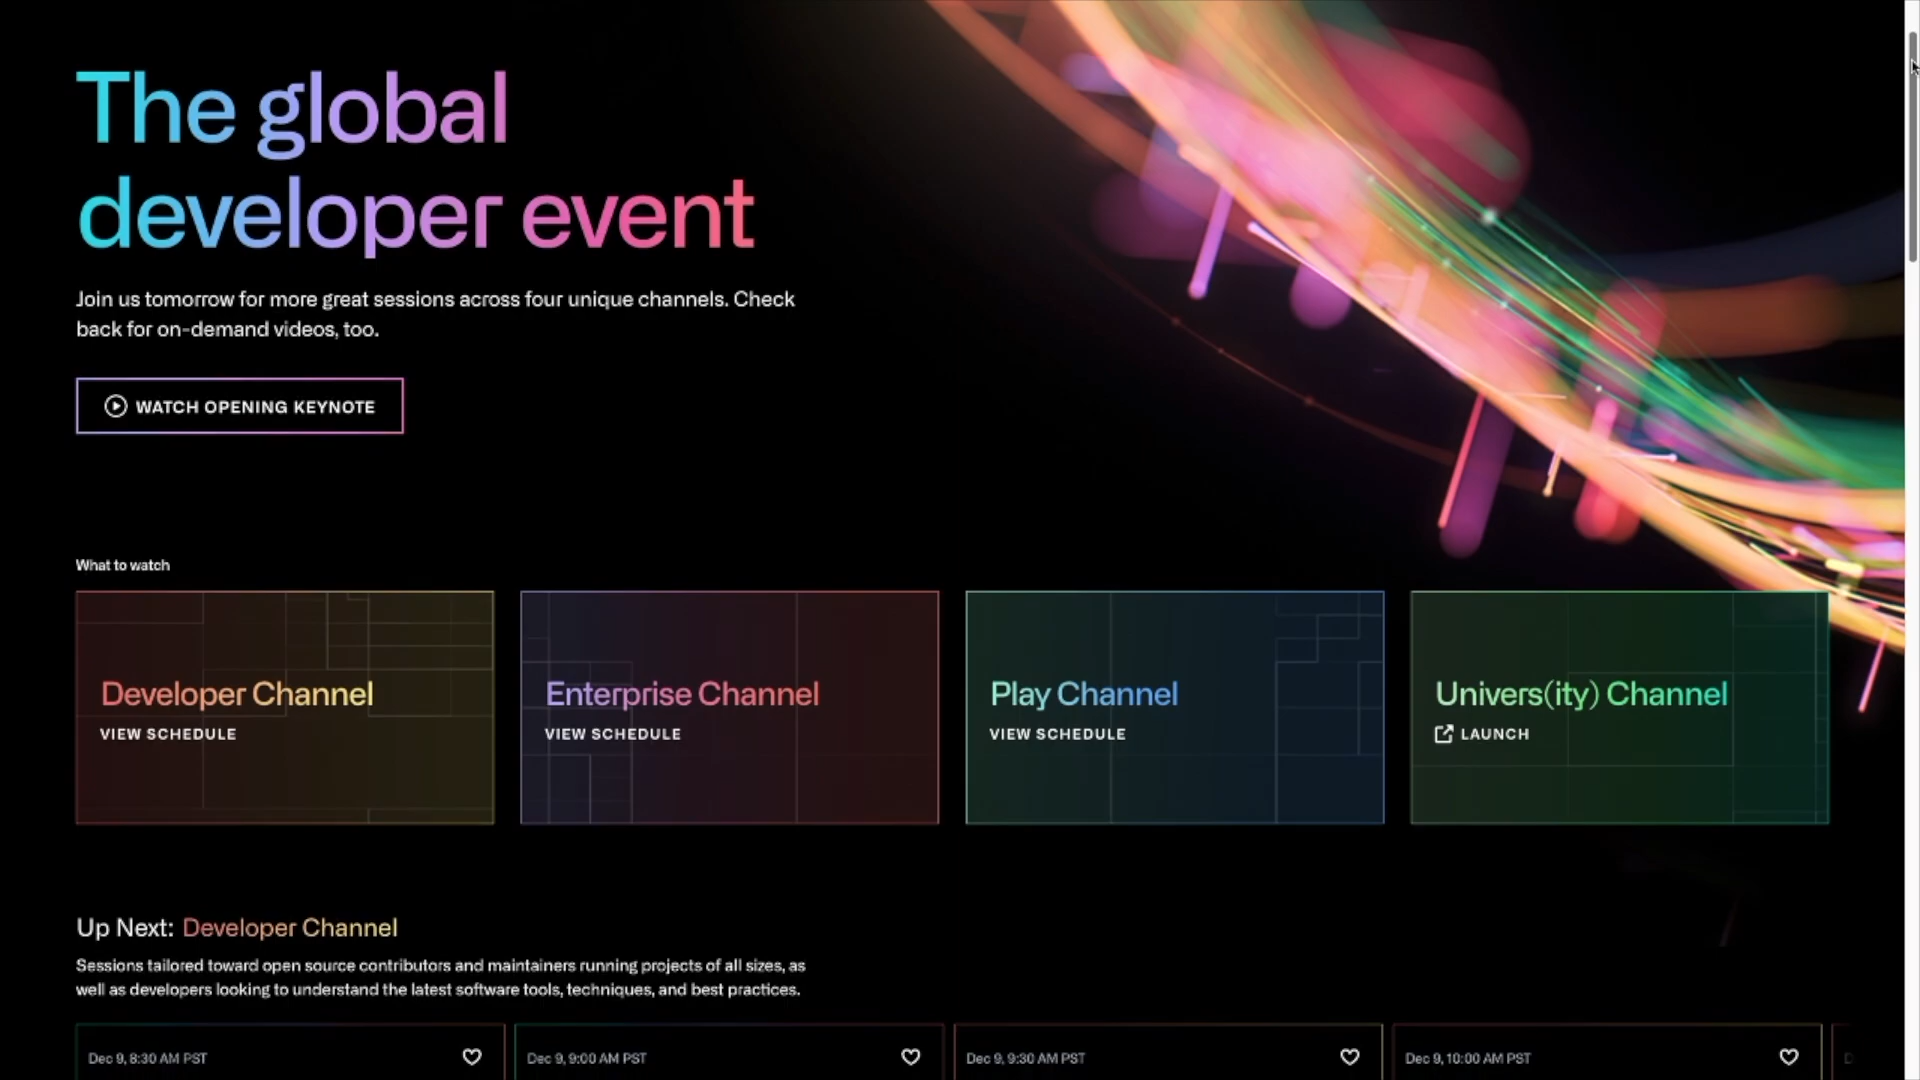 The global
developer event
Join us tomorrow for more great sessions across four unique channels. Check
back for on-demand videos, too.
WATCH OPENING KEYNOTE
What to watch
Developer Channel
VIEW SCHEDULE
Enterprise Channel
VIEW SCHEDULE
Play Channel
VIEW SCHEDULE
Univers(ity) Channel
LAUNCH
Up Next: Developer Channel
Sessions tailored toward open source contributors and maintainers running projects of all sizes, as
well as developers looking to understand the latest software tools, techniques, and best practices.
Dec 9, 8:30 AM PST
Dec 9, 9:00 AM PST
Dec 9, 9:30 AM PST
Dec 9, 10:00 AM PST